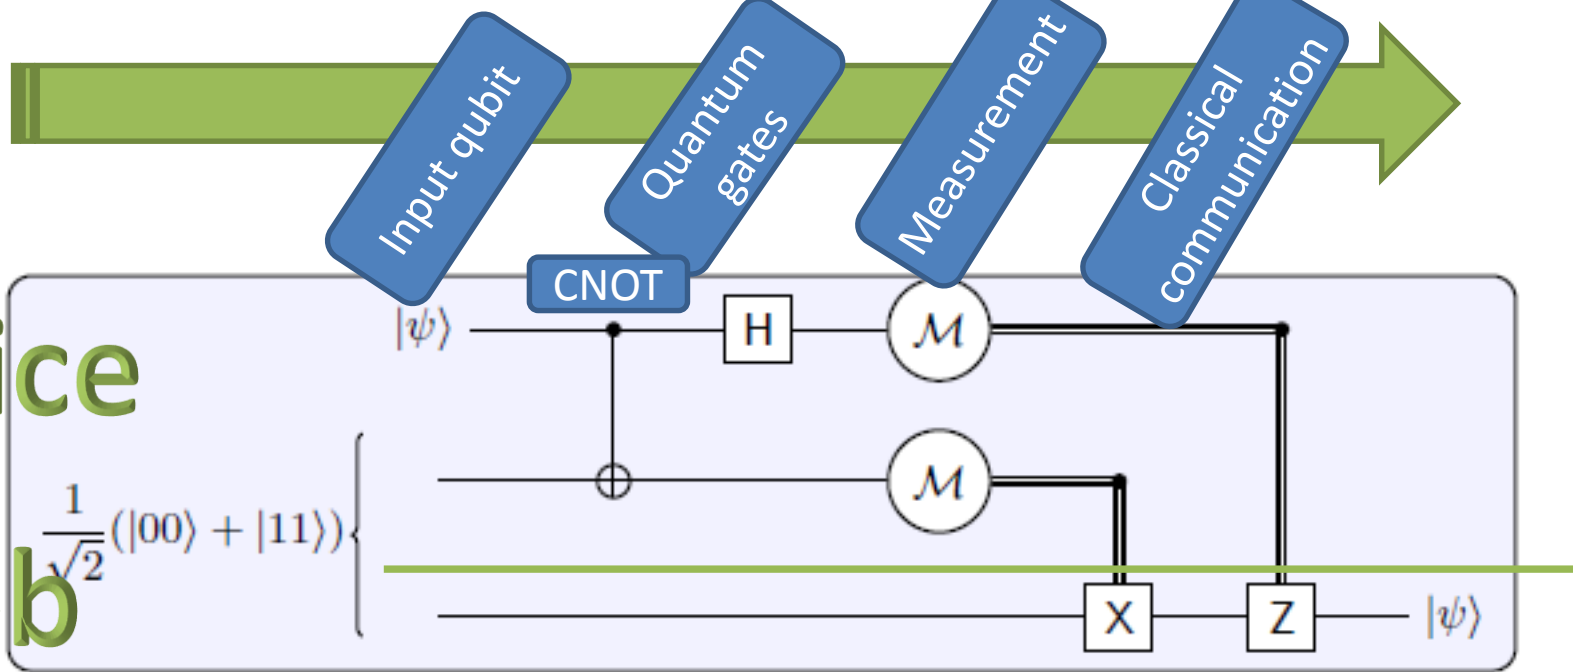 Input qubit
Quantum
gates
Measurement
Classical
communication
CNOT
|ψ⟩
H
ℳ
ice
ℳ
1/√2 (|00⟩ + |11⟩)
b
X
Z
|ψ⟩